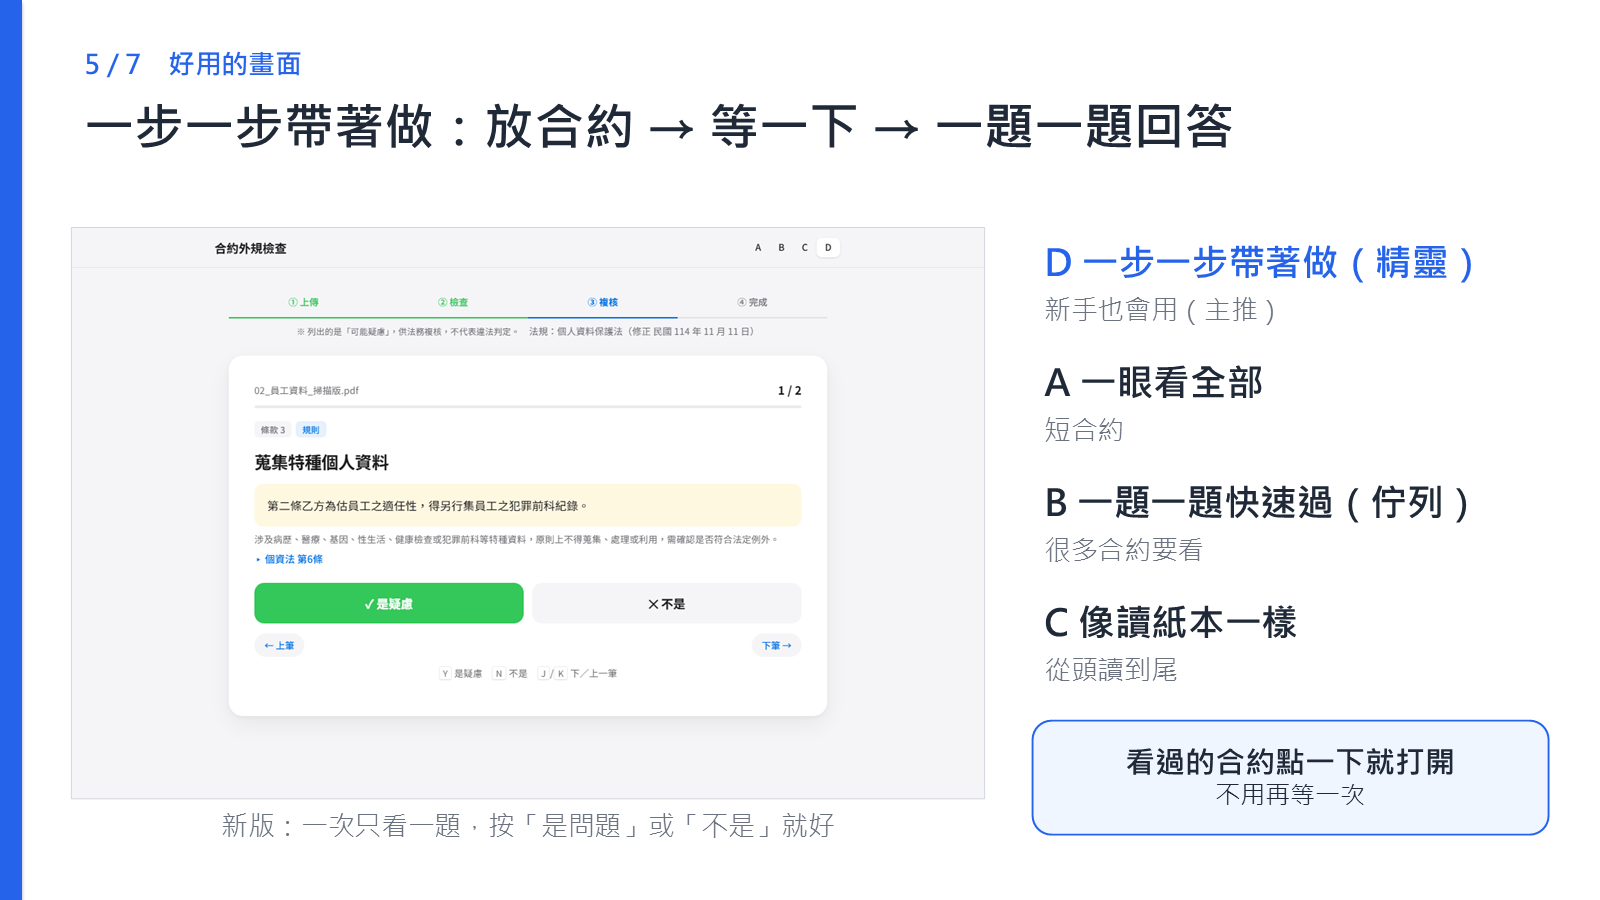 5 / 7 好用的畫面
一步一步帶著做：放合約 → 等一下 → 一題一題回答
合約外規檢查
A B C D
① 上傳 ② 檢查 ③ 複核 ④ 完成
※ 列出的是「可能疑慮」，供法務複核，不代表違法判定。 法規：個人資料保護法（修正 民國 114 年 11 月 11 日）
02_員工資料_掃描版.pdf 1 / 2
條款 3 規則
蒐集特種個人資料
第二條乙方為估員工之適任性，得另行集員工之犯罪前科紀錄。
涉及病歷、醫療、基因、性生活、健康檢查或犯罪前科等特種資料，原則上不得蒐集、處理或利用，需確認是否符合法定例外。
▸ 個資法 第6條
✓ 是疑慮 ✕ 不是
← 上筆 下筆 →
Y 是疑慮 N 不是 J / K 下／上一筆
新版：一次只看一題，按「是問題」或「不是」就好
D 一步一步帶著做（精靈）
新手也會用（主推）
A 一眼看全部
短合約
B 一題一題快速過（佇列）
很多合約要看
C 像讀紙本一樣
從頭讀到尾
看過的合約點一下就打開
不用再等一次